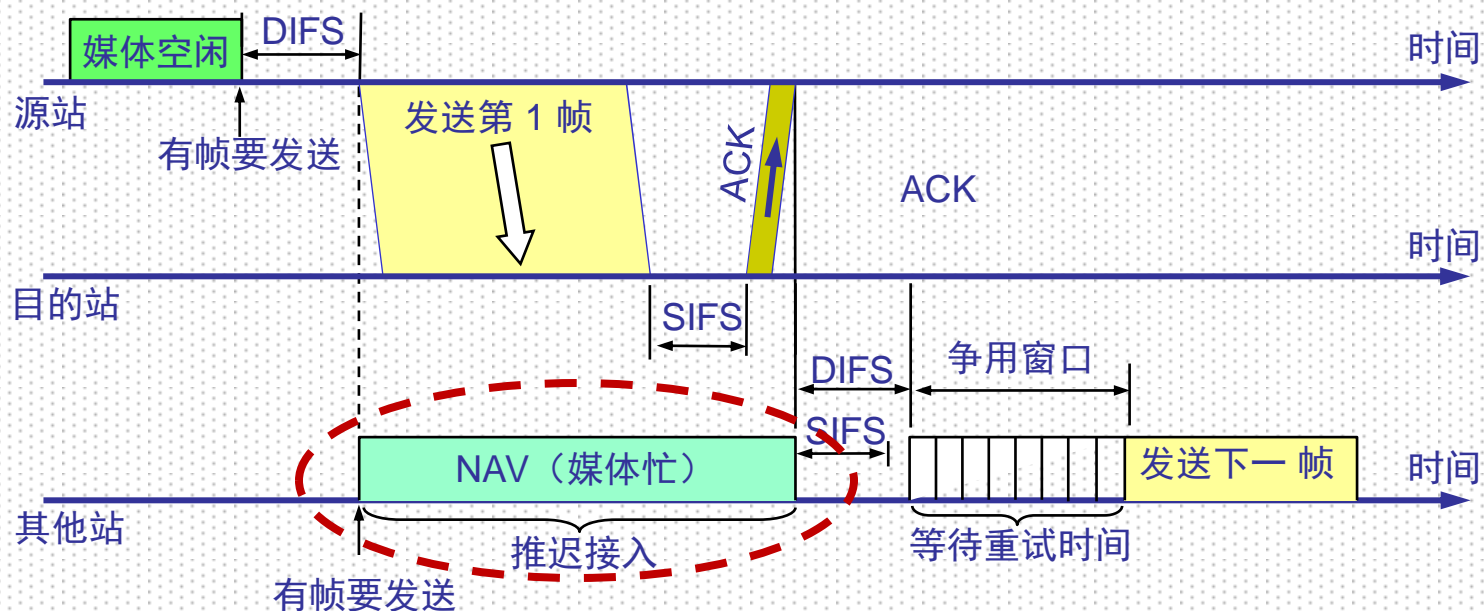 媒体空闲
DIFS
时间
源站
有帧要发送
发送第 1 帧
ACK
ACK
时间
目的站
SIFS
DIFS
争用窗口
SIFS
NAV（媒体忙）
发送下一 帧
时间
其他站
推迟接入
等待重试时间
有帧要发送